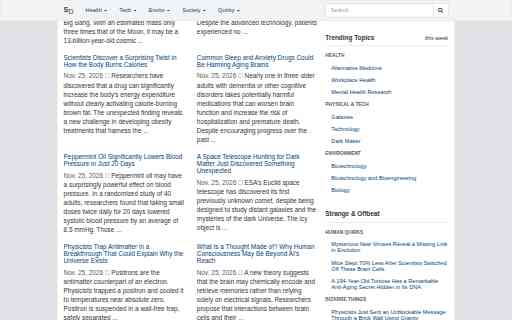 SD
Health
Tech
Enviro
Society
Quirky
Search
Big Bang. With an estimated mass only
three times that of the Moon, it may be a
13-billion-year-old cosmic ...
Despite the advanced technology, patients
experienced no ...
Scientists Discover a Surprising Twist in
How the Body Burns Calories
Nov. 25, 2026 □ Researchers have
discovered that a drug can significantly
increase the body's energy expenditure
without clearly activating calorie-burning
brown fat. The unexpected finding reveals
a new challenge in developing obesity
treatments that harness the ...
Common Sleep and Anxiety Drugs Could
Be Harming Aging Brains
Nov. 25, 2026 □ Nearly one in three older
adults with dementia or other cognitive
disorders takes potentially harmful
medications that can worsen brain
function and increase the risk of
hospitalization and premature death.
Despite encouraging progress over the
past ...
Peppermint Oil Significantly Lowers Blood
Pressure in Just 20 Days
Nov. 25, 2026 □ Peppermint oil may have
a surprisingly powerful effect on blood
pressure. In a randomized study of 40
adults, researchers found that taking small
doses twice daily for 20 days lowered
systolic blood pressure by an average of
8.5 mmHg. Those ...
A Space Telescope Hunting for Dark
Matter Just Discovered Something
Unexpected
Nov. 25, 2026 □ ESA's Euclid space
telescope has discovered its first
previously unknown comet, despite being
designed to study distant galaxies and the
mysteries of the dark Universe. The icy
object is ...
Physicists Trap Antimatter in a
Breakthrough That Could Explain Why the
Universe Exists
Nov. 25, 2026 □ Positrons are the
antimatter counterpart of an electron.
Physicists trapped a positron and cooled it
to temperatures near absolute zero.
Positron is suspended in a wall-free trap,
safely separated ...
What Is a Thought Made of? Why Human
Consciousness May Be Beyond AI's
Reach
Nov. 25, 2026 □ A new theory suggests
that the brain may chemically encode and
retrieve memories rather than relying
solely on electrical signals. Researchers
propose that interactions between brain
cells and their ...
Trending Topics
this week
HEALTH
Alternative Medicine
Workplace Health
Mental Health Research
PHYSICAL & TECH
Galaxies
Technology
Dark Matter
ENVIRONMENT
Biotechnology
Biotechnology and Bioengineering
Biology
Strange & Offbeat
HUMAN QUIRKS
Mysterious New Viruses Reveal a Missing Link
in Evolution
Mice Slept 70% Less After Scientists Switched
Off These Brain Cells
A 194-Year-Old Tortoise Has a Remarkable
Anti-Aging Secret Hidden in Its DNA
BIZARRE THINGS
Physicists Just Sent an Unblockable Message
Through a Brick Wall Using Gravity